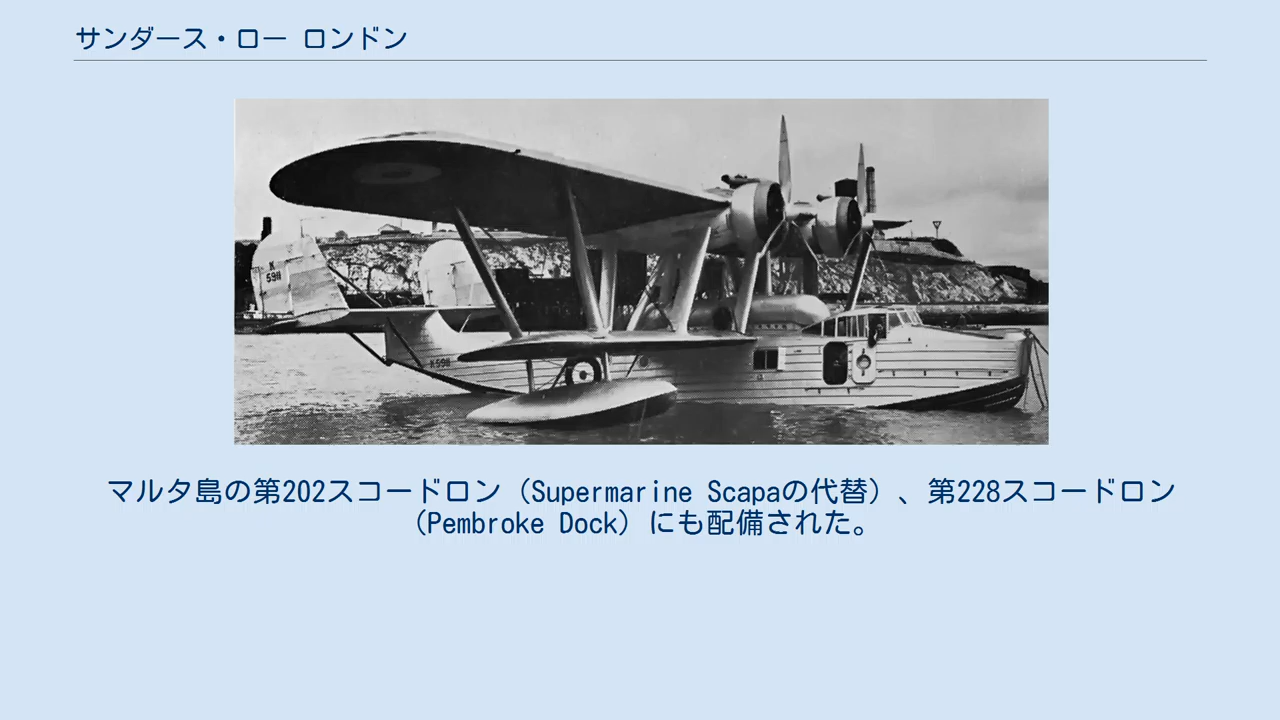 サンダース・ロー ロンドン
K
5911
K5911
マルタ島の第202スコードロン（Supermarine Scapaの代替）、第228スコードロン
（Pembroke Dock）にも配備された。